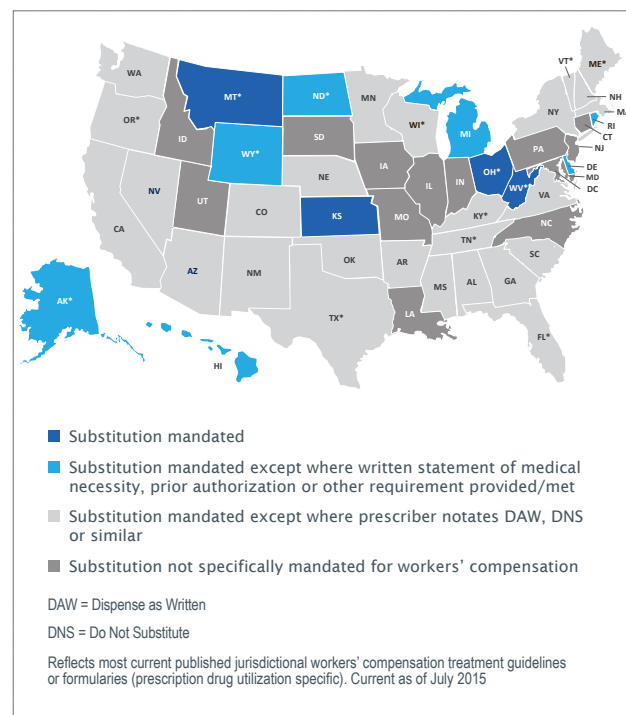 WA
MT*
ND*
MN
VT*
ME*
OR*
ID
SD
WI*
MI
NY
NH
MA
RI
CT
WY*
IA
PA
NJ
NV
UT
NE
IL
IN
OH*
DE
MD
DC
CO
KS
MO
WV*
VA
KY*
CA
NC
TN*
AZ
NM
OK
AR
SC
MS
AL
GA
AK*
TX*
LA
FL*
HI
Substitution mandated
Substitution mandated except where written statement of medical
necessity, prior authorization or other requirement provided/met
Substitution mandated except where prescriber notates DAW, DNS
or similar
Substitution not specifically mandated for workers’ compensation
DAW = Dispense as Written
DNS = Do Not Substitute
Reflects most current published jurisdictional workers’ compensation treatment guidelines
or formularies (prescription drug utilization specific). Current as of July 2015